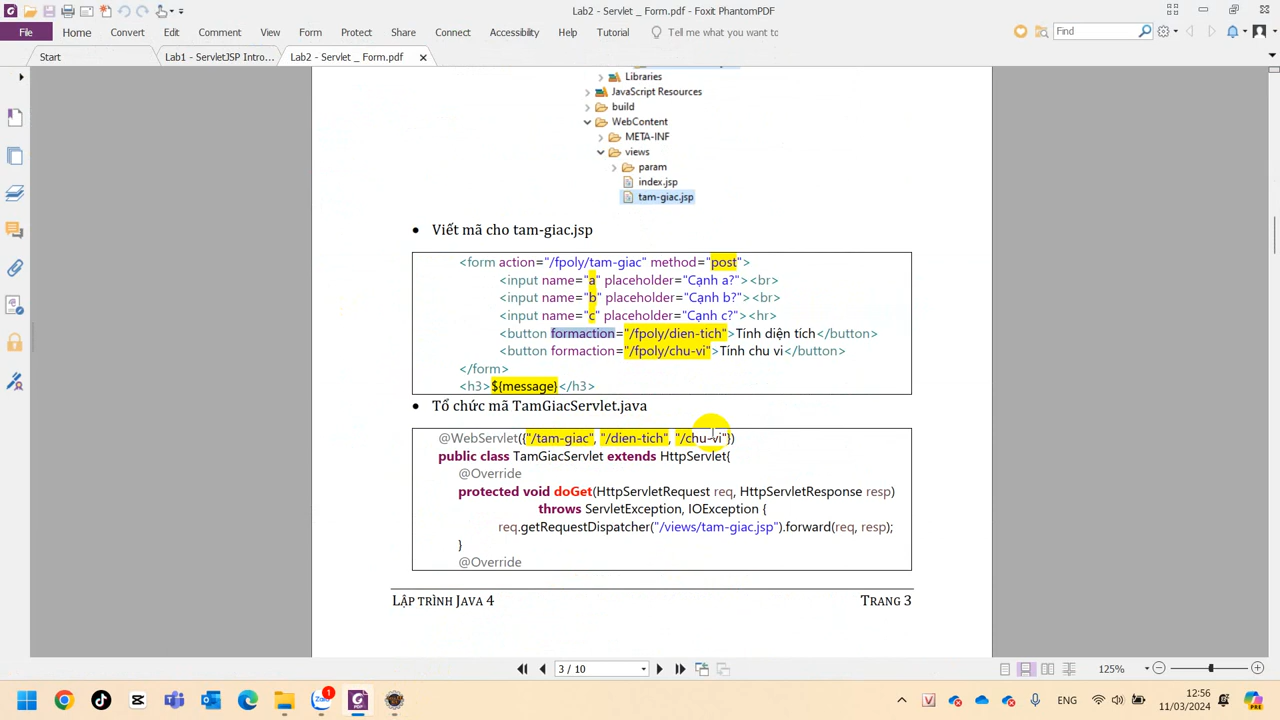 Lab2 - Servlet _ Form.pdf - Foxit PhantomPDF
File Home Convert Edit Comment View Form Protect Share Connect Accessibility Help Tutorial Tell me what you want to Find
Start Lab1 - ServletJSP Intro... Lab2 - Servlet _ Form.pdf
Libraries
JavaScript Resources
build
WebContent
META-INF
views
param
index.jsp
tam-giac.jsp
• Viết mã cho tam-giac.jsp
<form action="/fpoly/tam-giac" method="post">
<input name="a" placeholder="Cạnh a?"><br>
<input name="b" placeholder="Cạnh b?"><br>
<input name="c" placeholder="Cạnh c?"><hr>
<button formaction="/fpoly/dien-tich">Tính diện tích</button>
<button formaction="/fpoly/chu-vi">Tính chu vi</button>
</form>
<h3>${message}</h3>
• Tổ chức mã TamGiacServlet.java
@WebServlet({"/tam-giac", "/dien-tich", "/chu-vi"})
public class TamGiacServlet extends HttpServlet{
@Override
protected void doGet(HttpServletRequest req, HttpServletResponse resp)
throws ServletException, IOException {
req.getRequestDispatcher("/views/tam-giac.jsp").forward(req, resp);
}
@Override
LẬP TRÌNH JAVA 4 TRANG 3
3 / 10 125%
1 ENG 12:56
11/03/2024